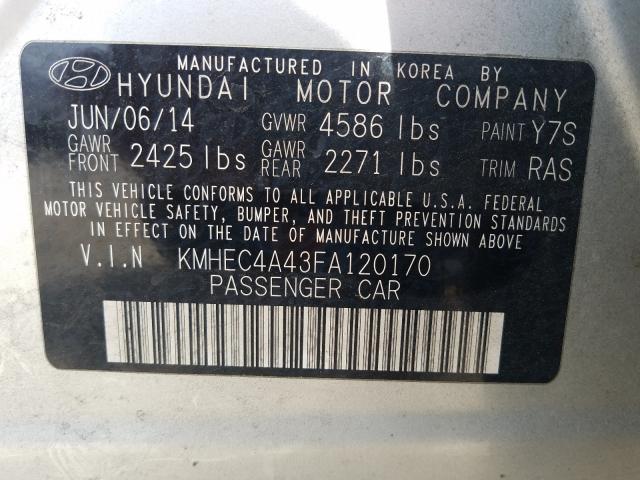 MANUFACTURED IN KOREA BY
HYUNDAI MOTOR COMPANY
JUN/06/14 GVWR 4586 lbs PAINT Y7S
GAWR FRONT 2425 lbs GAWR REAR 2271 lbs TRIM RAS
THIS VEHICLE CONFORMS TO ALL APPLICABLE U.S.A. FEDERAL
MOTOR VEHICLE SAFETY, BUMPER, AND THEFT PREVENTION STANDARDS
IN EFFECT ON THE DATE OF MANUFACTURE SHOWN ABOVE
V.I.N KMHEC4A43FA120170
PASSENGER CAR